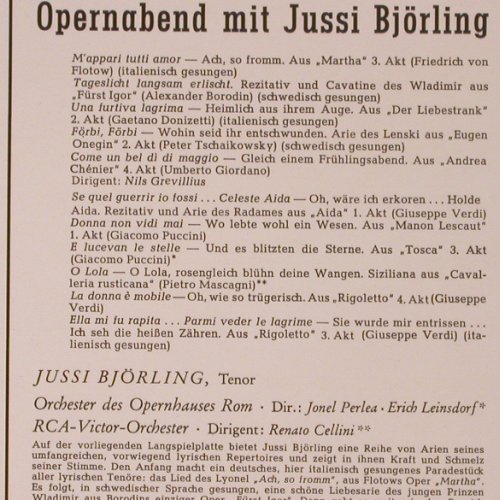 Opernabend mit Jussi Björling
M'appari tutti amor — Ach, so fromm. Aus „Martha" 3. Akt (Friedrich von
Flotow) (italienisch gesungen)
Tageslicht langsam erlischt. Rezitativ und Cavatine des Wladimir aus
„Fürst Igor" (Alexander Borodin) (schwedisch gesungen)
Una furtiva lagrima — Heimlich aus ihrem Auge. Aus „Der Liebestrank"
2. Akt (Gaetano Donizetti) (italienisch gesungen)
Förbi, Förbi — Wohin seid ihr entschwunden. Arie des Lenski aus „Eugen
Onegin" 2. Akt (Peter Tschaikowsky) (schwedisch gesungen)
Come un bel dì di maggio — Gleich einem Frühlingsabend. Aus „Andrea
Chénier" 4. Akt (Umberto Giordano)
Dirigent: Nils Grevillius
Se quel guerrir io fossi . . . Celeste Aida — Oh, wäre ich erkoren . . . Holde
Aida. Rezitativ und Arie des Radames aus „Aida" 1. Akt (Giuseppe Verdi)
Donna non vidi mai — Wo lebte wohl ein Wesen. Aus „Manon Lescaut"
1. Akt (Giacomo Puccini)
E lucevan le stelle — Und es blitzten die Sterne. Aus „Tosca" 3. Akt
(Giacomo Puccini)*
O Lola — O Lola, rosengleich blühn deine Wangen. Siziliana aus „Caval-
leria rusticana" (Pietro Mascagni)**
La donna è mobile — Oh, wie so trügerisch. Aus „Rigoletto" 4. Akt (Giuseppe
Verdi)
Ella mi fu rapita . . . Parmi veder le lagrime — Sie wurde mir entrissen . . .
Ich seh die heißen Zähren. Aus „Rigoletto" 3. Akt (Giuseppe Verdi) (ita-
lienisch gesungen)
JUSSI BJÖRLING, Tenor
Orchester des Opernhauses Rom · Dir.: Jonel Perlea · Erich Leinsdorf*
RCA-Victor-Orchester · Dirigent: Renato Cellini**
Auf der vorliegenden Langspielplatte bietet Jussi Björling eine Reihe von Arien seines
umfangreichen, vorwiegend lyrischen Repertoires und zeigt in ihnen Kraft und Schmelz
seiner Stimme. Den Anfang macht ein deutsches, hier italienisch gesungenes Paradestück
aller lyrischen Tenöre: das Lied des Lyonel „Ach, so fromm", aus Flotows Oper „Martha".
Es folgt, in schwedischer Sprache gesungen, eine schöne Liebesarie des jungen Prinzen